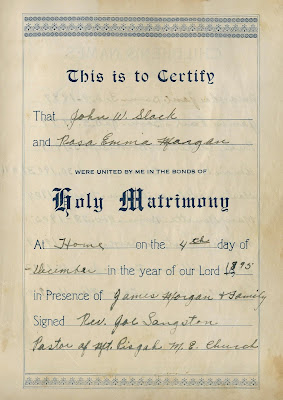 This is to Certify
That John W. Slack
and Rosa Emma Morgan
WERE UNITED BY ME IN THE BONDS OF
Holy Matrimony
At Home on the 4th day of
December in the year of our Lord 1895
in Presence of James Morgan & Family
Signed Rev. Job Sangston
Pastor of Mt. Pisgah M. E. Church